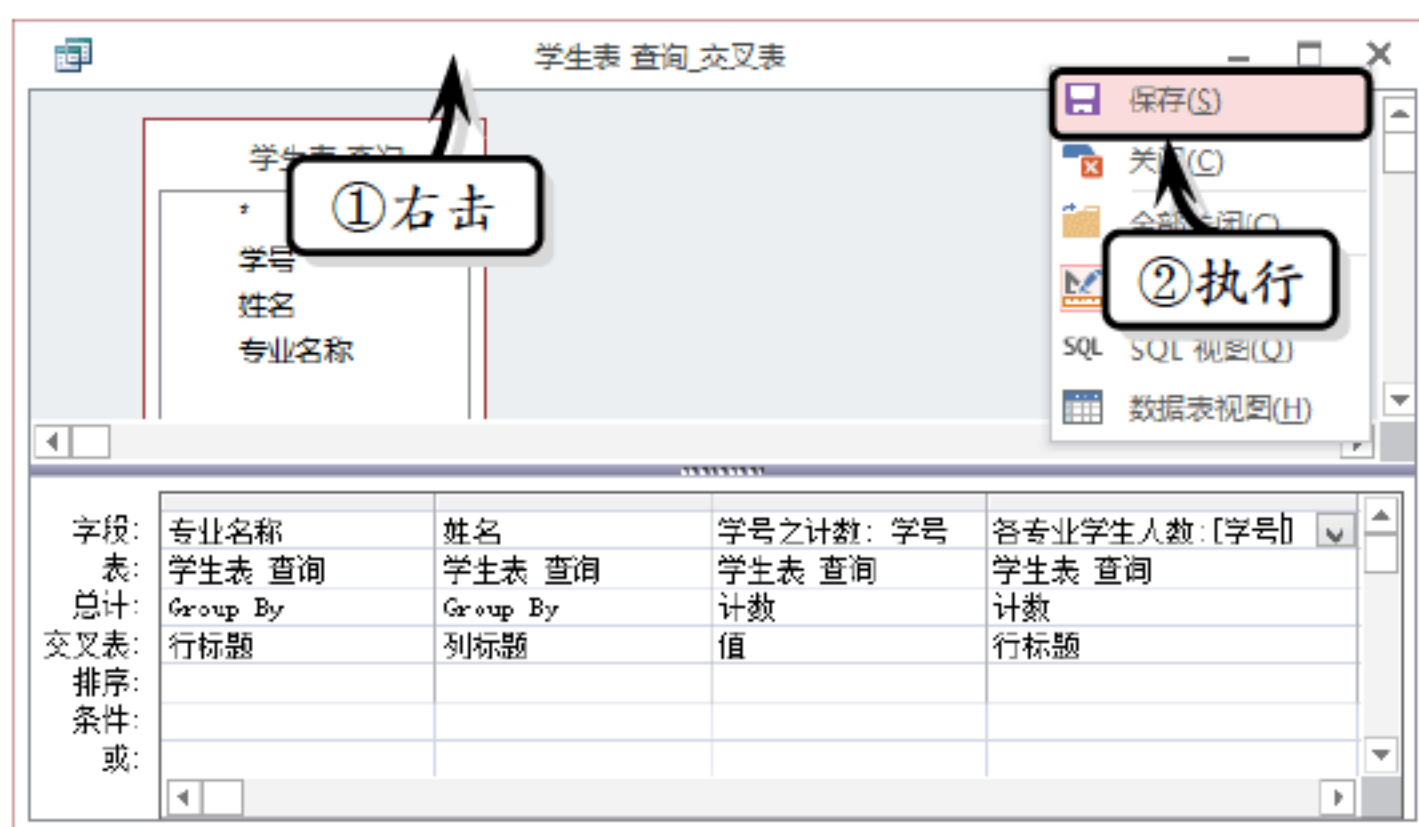 学生表 查询_交叉表
保存(S)
关闭(C)
①右击
*
学号
姓名
专业名称
②执行
SQL SQL 视图(Q)
数据表视图(H)
字段: 专业名称 姓名 学号之计数: 学号 各专业学生人数:[学号]
表: 学生表 查询 学生表 查询 学生表 查询 学生表 查询
总计: Group By Group By 计数 计数
交叉表: 行标题 列标题 值 行标题
排序:
条件:
或: